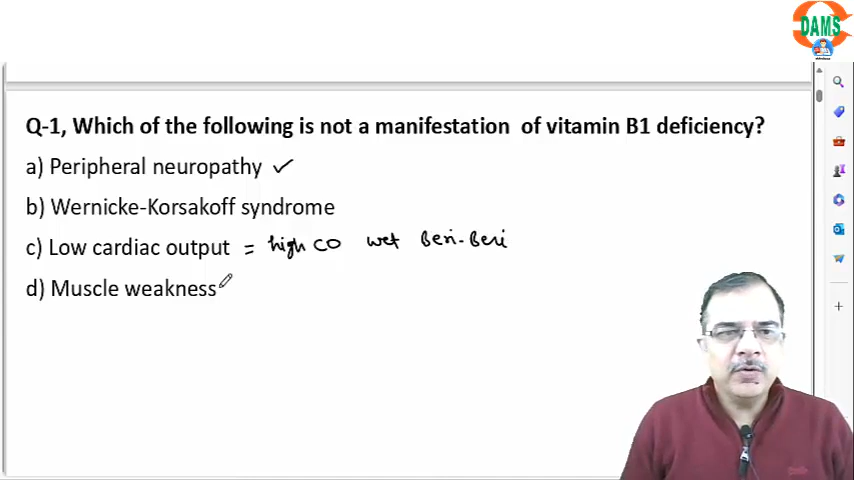 DAMS
Q-1, Which of the following is not a manifestation of vitamin B1 deficiency?
a) Peripheral neuropathy ✓
b) Wernicke-Korsakoff syndrome
c) Low cardiac output = high CO wet Beri-Beri
d) Muscle weakness